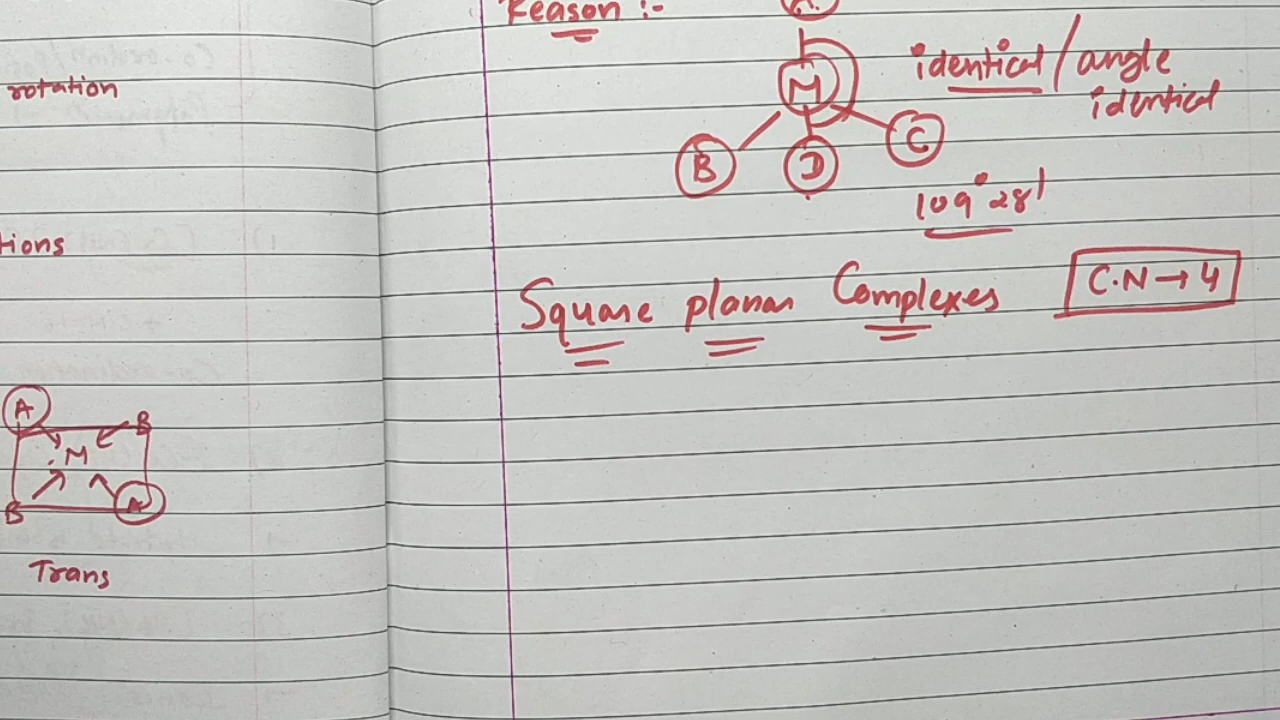 rotation
tions
A B
M
B A
Trans
Reason :-
A
M
B D C
identical / angle
identical
109°28'
Square planar Complexes C.N→4